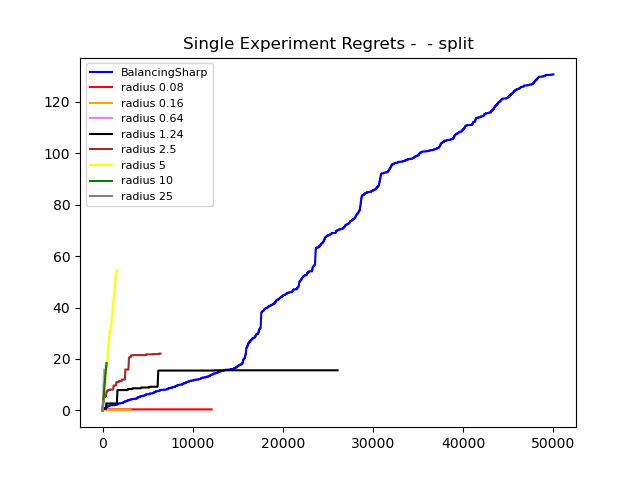 Single Experiment Regrets -  - split
BalancingSharp
radius 0.08
radius 0.16
radius 0.64
radius 1.24
radius 2.5
radius 5
radius 10
radius 25
120
100
80
60
40
20
0
0 10000 20000 30000 40000 50000